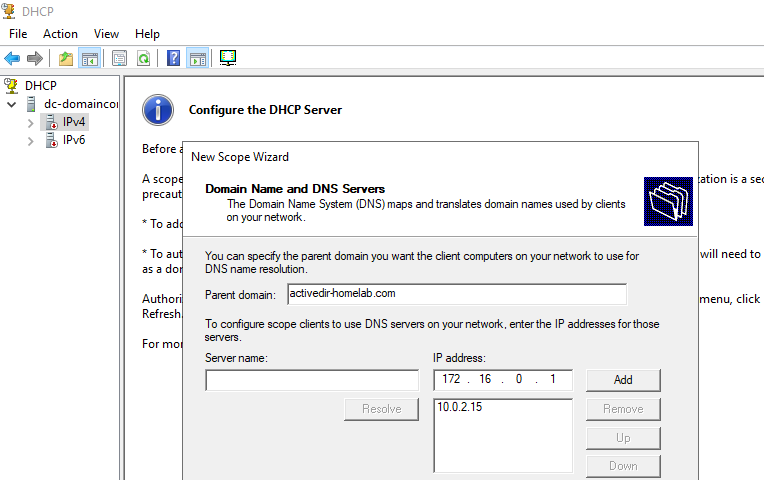 DHCP
File Action View Help
DHCP
dc-domaincon
IPv4
IPv6
Configure the DHCP Server
Before a
A scope
zation is a sec
precaut
* To add
* To aut
will need to
as a dom
Authori
menu, click
Refresh.
For mor
New Scope Wizard
Domain Name and DNS Servers
The Domain Name System (DNS) maps and translates domain names used by clients
on your network.
You can specify the parent domain you want the client computers on your network to use for
DNS name resolution.
Parent domain: activedir-homelab.com
To configure scope clients to use DNS servers on your network, enter the IP addresses for those
servers.
Server name: IP address:
172 . 16 . 0 . 1 Add
Resolve 10.0.2.15 Remove
Up
Down